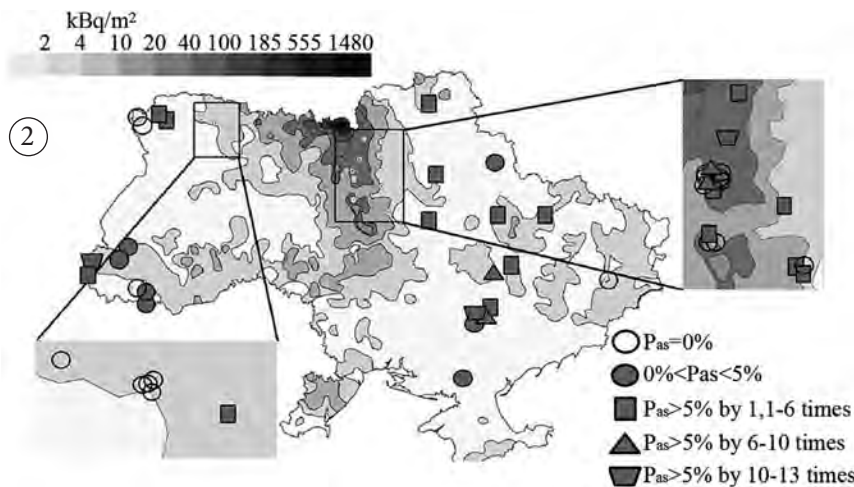 kBq/m²
2 4 10 20 40 100 185 555 1480
2
Pas=0%
0%<Pas<5%
Pas>5% by 1,1-6 times
Pas>5% by 6-10 times
Pas>5% by 10-13 times